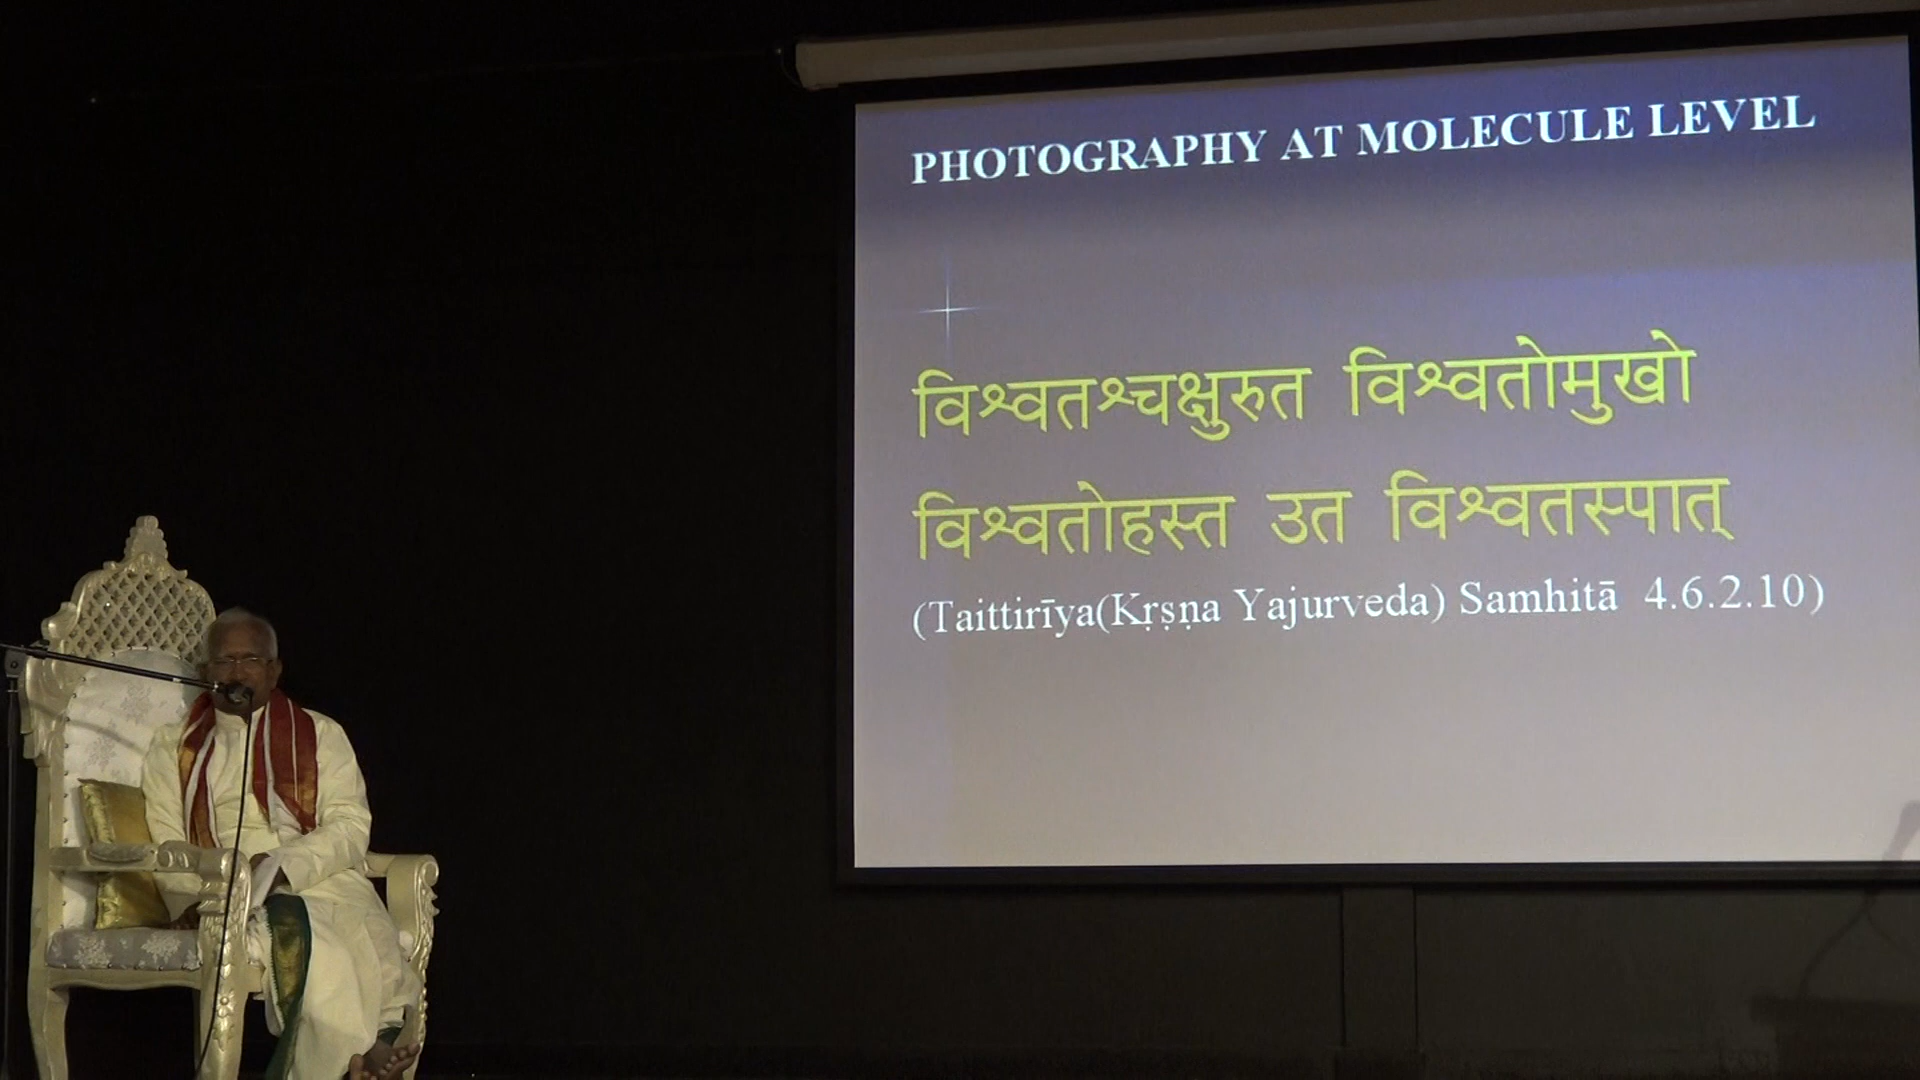 PHOTOGRAPHY AT MOLECULE LEVEL
विश्वतश्चक्षुरुत विश्वतोमुखो
विश्वतोहस्त उत विश्वतस्पात्
(Taittirīya(Kṛṣṇa Yajurveda) Samhitā 4.6.2.10)